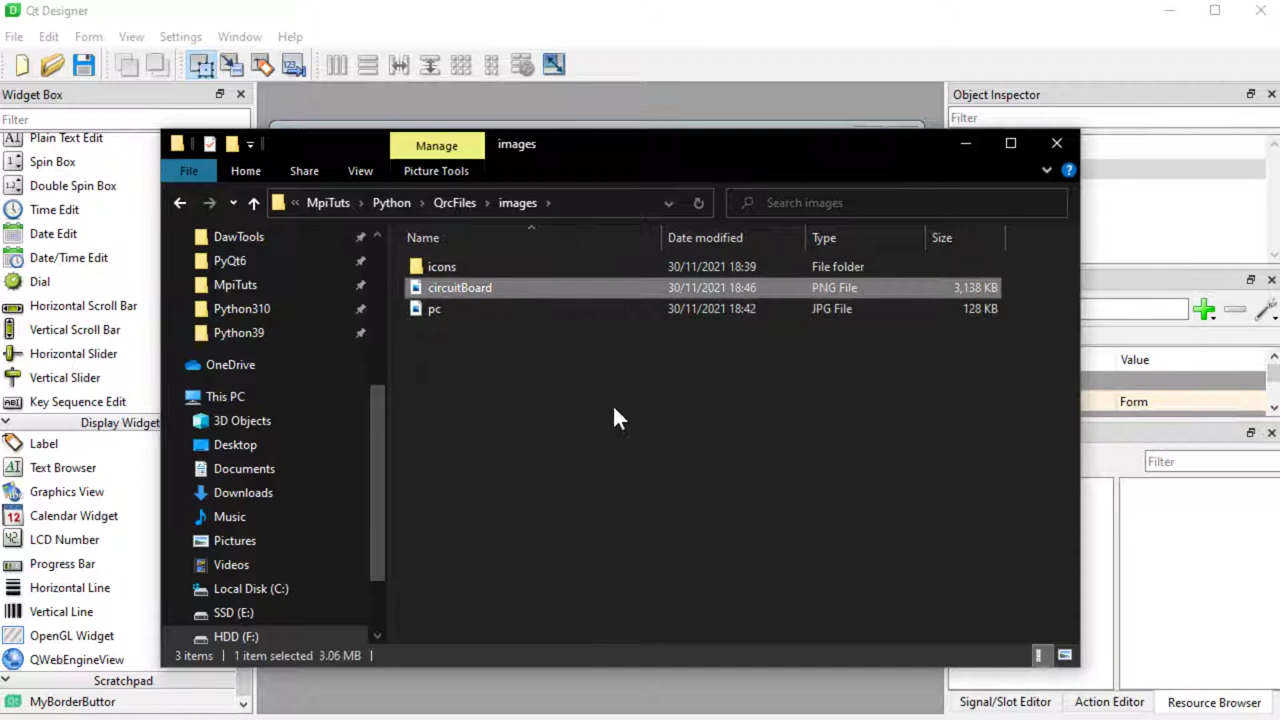 Qt Designer
File Edit Form View Settings Window Help
Widget Box
Filter
Plain Text Edit
Spin Box
Double Spin Box
Time Edit
Date Edit
Date/Time Edit
Dial
Horizontal Scroll Bar
Vertical Scroll Bar
Horizontal Slider
Vertical Slider
Key Sequence Edit
Display Widget
Label
Text Browser
Graphics View
Calendar Widget
LCD Number
Progress Bar
Horizontal Line
Vertical Line
OpenGL Widget
QWebEngineView
Scratchpad
MyBorderButtor
Manage images
File Home Share View Picture Tools
« MpiTuts › Python › QrcFiles › images ›
Search images
DawTools
PyQt6
MpiTuts
Python310
Python39
OneDrive
This PC
3D Objects
Desktop
Documents
Downloads
Music
Pictures
Videos
Local Disk (C:)
SSD (E:)
HDD (F:)
Name Date modified Type Size
icons 30/11/2021 18:39 File folder
circuitBoard 30/11/2021 18:46 PNG File 3,138 KB
pc 30/11/2021 18:42 JPG File 128 KB
3 items 1 item selected 3.06 MB
Object Inspector
Filter
Value
Form
Filter
Signal/Slot Editor Action Editor Resource Browser